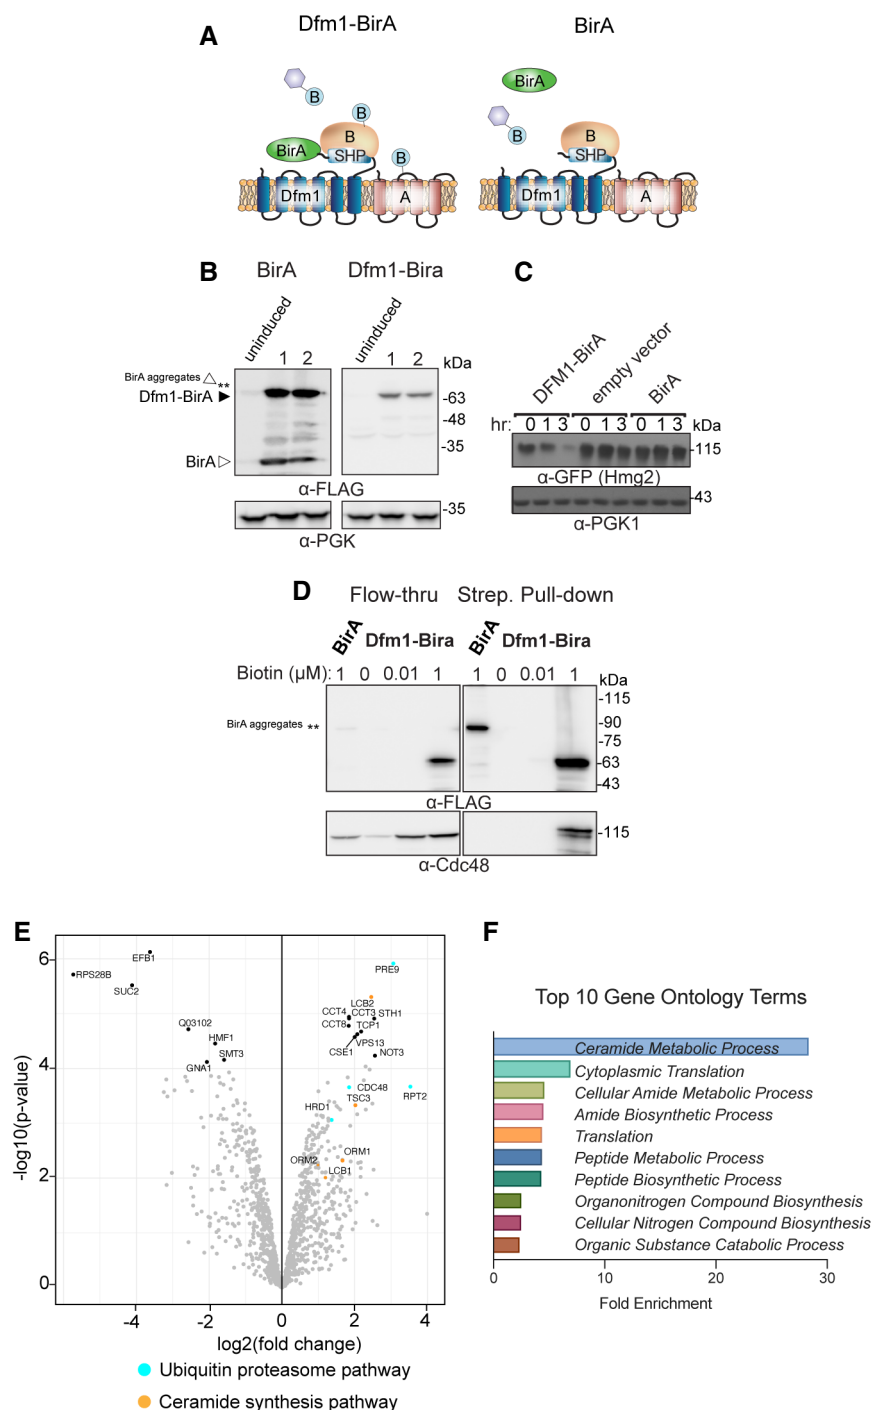 A
Dfm1-BirA
BirA
B
B
B
BirA
SHP
B
Dfm1
A
BirA
B
B
SHP
Dfm1
A
B
BirA
Dfm1-Bira
uninduced
1
2
uninduced
1
2
kDa
BirA aggregates
**
Dfm1-BirA
BirA
-63
-48
-35
α-FLAG
-35
α-PGK
C
DFM1-BirA
empty vector
BirA
hr: 0 1 3 0 1 3 0 1 3 kDa
-115
α-GFP (Hmg2)
-43
α-PGK1
D
Flow-thru
Strep. Pull-down
BirA
Dfm1-Bira
BirA
Dfm1-Bira
Biotin (µM): 1 0 0.01 1 1 0 0.01 1
kDa
-115
BirA aggregates **
-90
-75
-63
-43
α-FLAG
-115
α-Cdc48
E
-log10(p-value)
6
4
2
0
EFB1
RPS28B
SUC2
Q03102
HMF1
SMT3
GNA1
PRE9
LCB2
CCT4
CCT3
STH1
CCT8
TCP1
VPS13
CSE1
NOT3
CDC48
RPT2
TSC3
HRD1
ORM1
ORM2
LCB1
-4
-2
0
2
4
log2(fold change)
Ubiquitin proteasome pathway
Ceramide synthesis pathway
F
Top 10 Gene Ontology Terms
Ceramide Metabolic Process
Cytoplasmic Translation
Cellular Amide Metabolic Process
Amide Biosynthetic Process
Translation
Peptide Metabolic Process
Peptide Biosynthetic Process
Organonitrogen Compound Biosynthesis
Cellular Nitrogen Compound Biosynthesis
Organic Substance Catabolic Process
0
10
20
30
Fold Enrichment